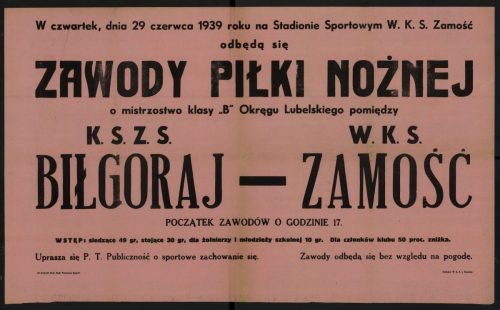 W czwartek, dnia 29 czerwca 1939 roku na Stadionie Sportowym W. K. S. Zamość
odbędą się
ZAWODY PIŁKI NOŻNEJ
o mistrzostwo klasy „B" Okręgu Lubelskiego pomiędzy
K. S. Z. S. W. K. S.
BIŁGORAJ — ZAMOŚĆ
POCZĄTEK ZAWODÓW O GODZINIE 17.
WSTĘP: siedzące 49 gr, stojące 30 gr, dla żołnierzy i młodzieży szkolnej 10 gr. Dla członków klubu 50 proc. zniżka.
Uprasza się P. T. Publiczność o sportowe zachowanie się. Zawody odbędą się bez względu na pogodę.